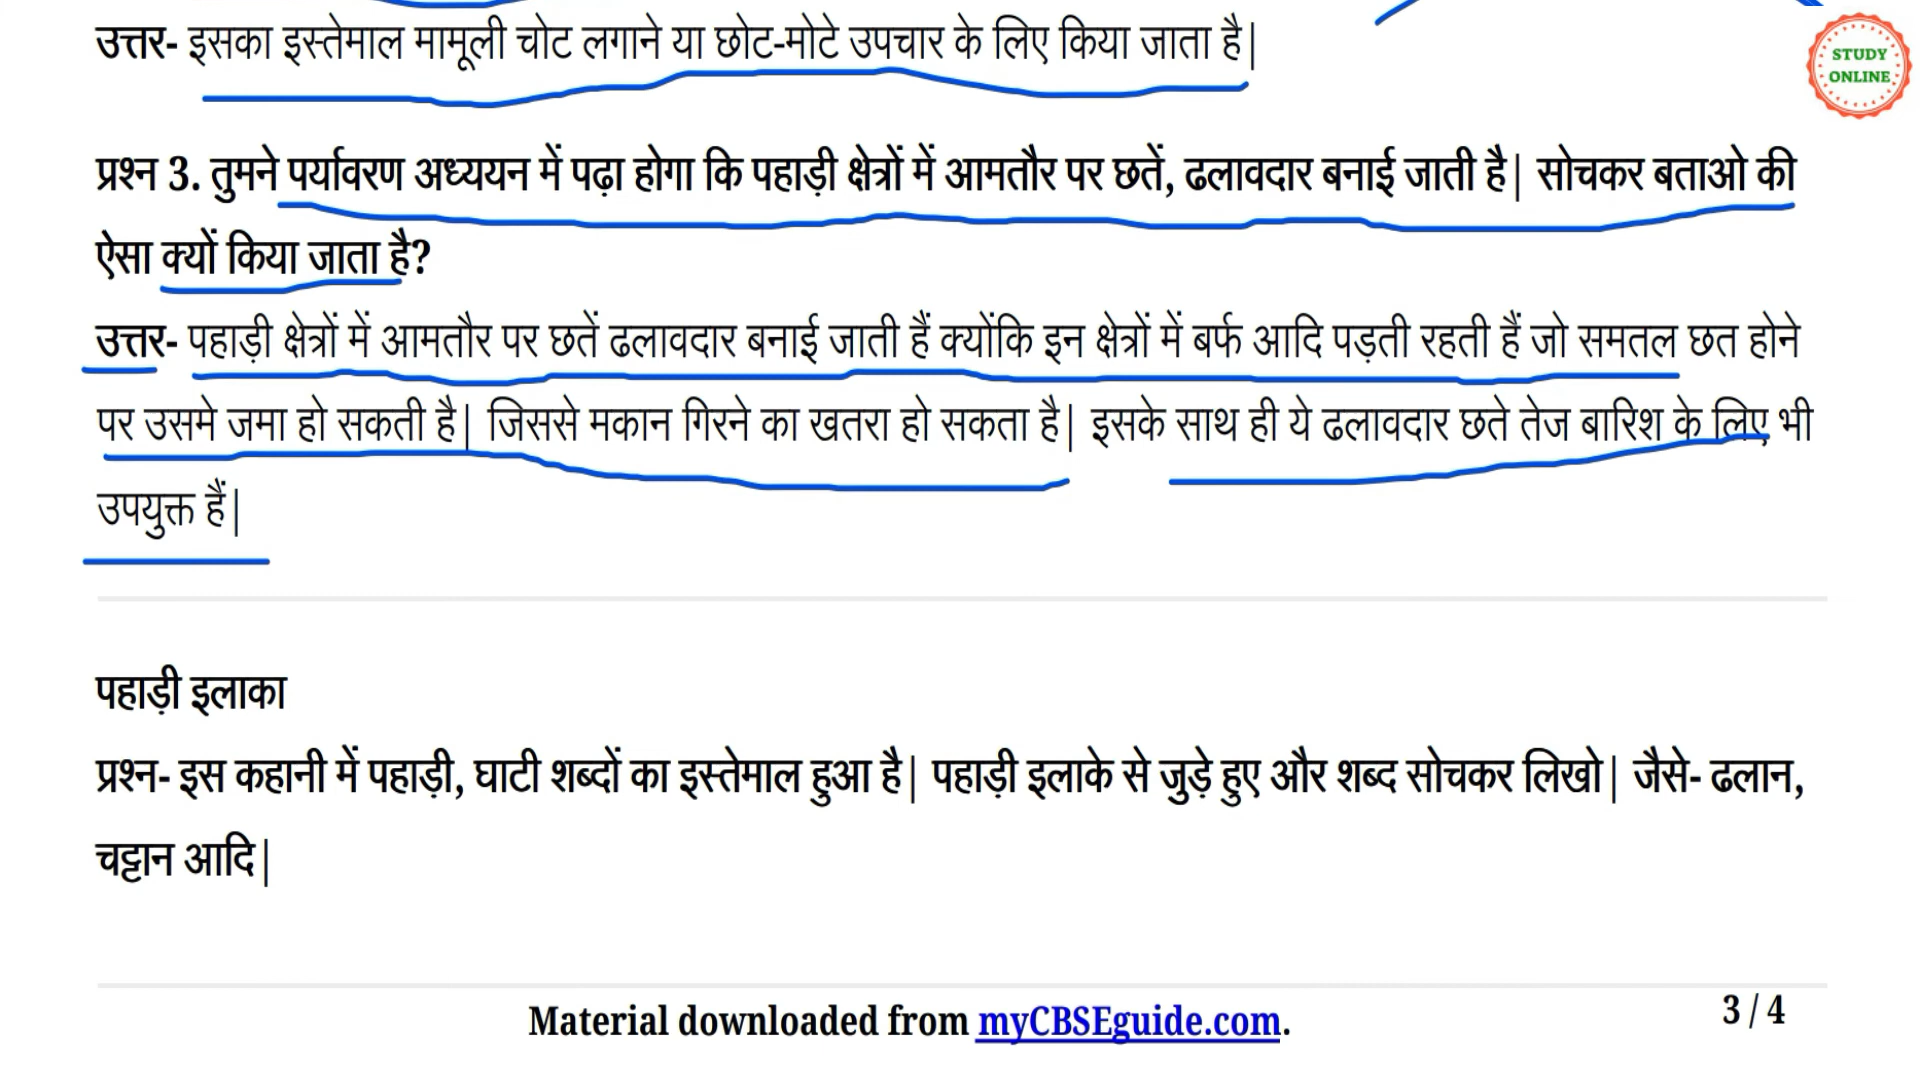 उत्तर- इसका इस्तेमाल मामूली चोट लगाने या छोट-मोटे उपचार के लिए किया जाता है|
STUDY
ONLINE
प्रश्न 3. तुमने पर्यावरण अध्ययन में पढ़ा होगा कि पहाड़ी क्षेत्रों में आमतौर पर छतें, ढलावदार बनाई जाती है| सोचकर बताओ की
ऐसा क्यों किया जाता है?
उत्तर- पहाड़ी क्षेत्रों में आमतौर पर छतें ढलावदार बनाई जाती हैं क्योंकि इन क्षेत्रों में बर्फ आदि पड़ती रहती हैं जो समतल छत होने
पर उसमे जमा हो सकती है| जिससे मकान गिरने का खतरा हो सकता है| इसके साथ ही ये ढलावदार छते तेज बारिश के लिए भी
उपयुक्त हैं|
पहाड़ी इलाका
प्रश्न- इस कहानी में पहाड़ी, घाटी शब्दों का इस्तेमाल हुआ है| पहाड़ी इलाके से जुड़े हुए और शब्द सोचकर लिखो| जैसे- ढलान,
चट्टान आदि|
Material downloaded from myCBSEguide.com.
3 / 4